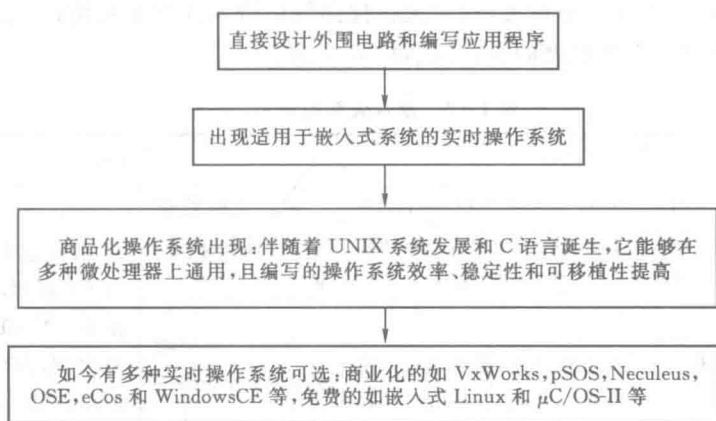 直接设计外围电路和编写应用程序
出现适用于嵌入式系统的实时操作系统
商品化操作系统出现:伴随着 UNIX 系统发展和 C 语言诞生,它能够在
多种微处理器上通用,且编写的操作系统效率、稳定性和可移植性提高
如今有多种实时操作系统可选:商业化的如 VxWorks,pSOS,Neculeus,
OSE,eCos 和 WindowsCE 等,免费的如嵌入式 Linux 和 μC/OS-II 等